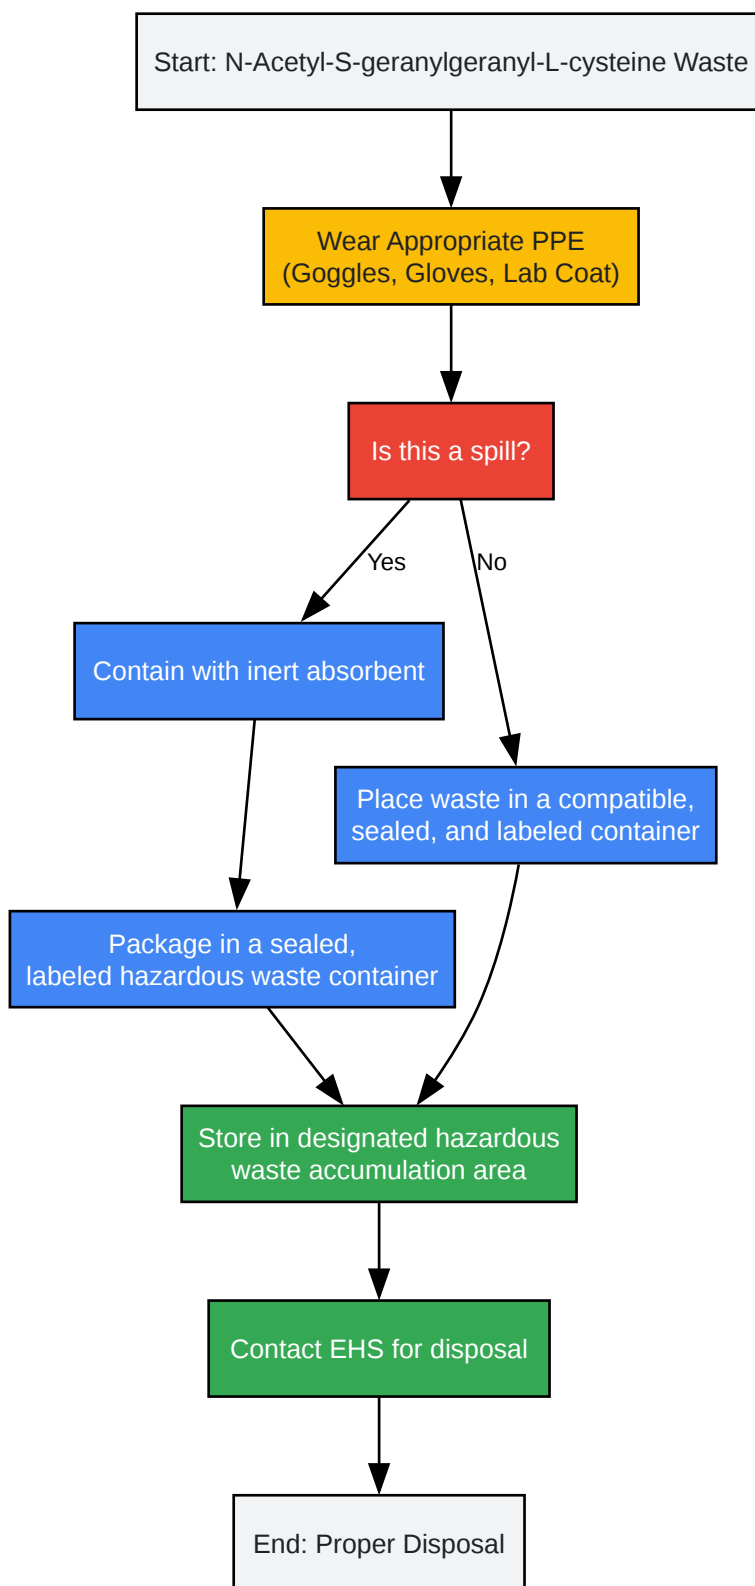 Start: N-Acetyl-S-geranylgeranyl-L-cysteine Waste
Wear Appropriate PPE
(Goggles, Gloves, Lab Coat)
Is this a spill?
Yes
No
Contain with inert absorbent
Place waste in a compatible,
sealed, and labeled container
Package in a sealed,
labeled hazardous waste container
Store in designated hazardous
waste accumulation area
Contact EHS for disposal
End: Proper Disposal